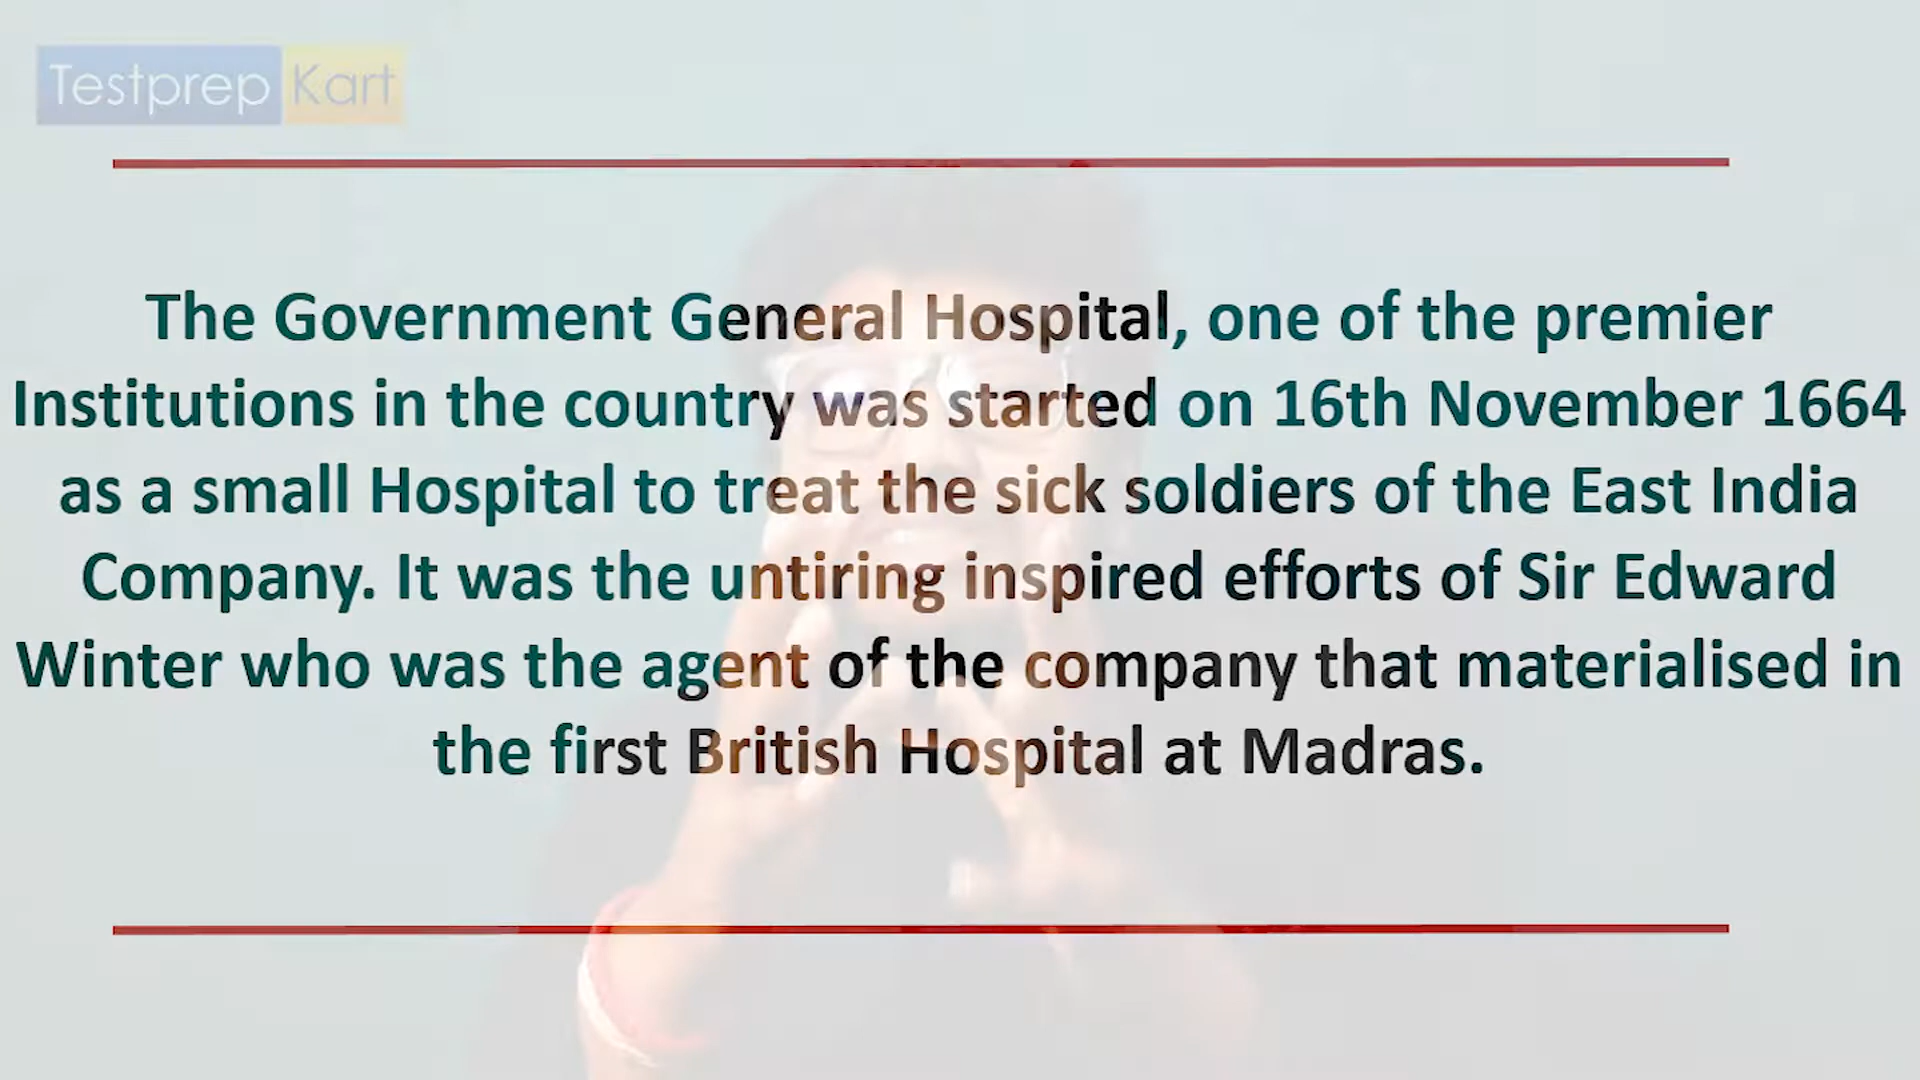 Testprep Kart
The Government General Hospital, one of the premier
Institutions in the country was started on 16th November 1664
as a small Hospital to treat the sick soldiers of the East India
Company. It was the untiring inspired efforts of Sir Edward
Winter who was the agent of the company that materialised in
the first British Hospital at Madras.